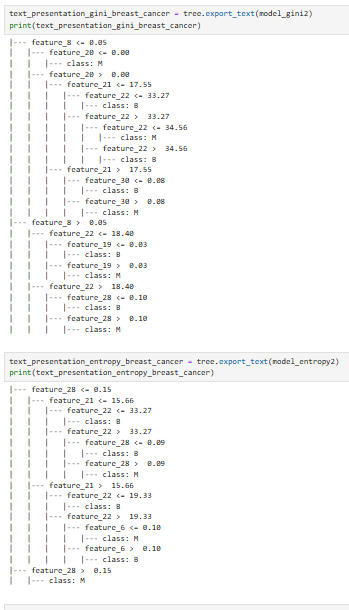 text_presentation_gini_breast_cancer = tree.export_text(model_gini2)
print(text_presentation_gini_breast_cancer)
|--- feature_8 <= 0.05
|   |--- feature_20 <= 0.00
|   |   |--- class: M
|   |--- feature_20 >  0.00
|   |   |--- feature_21 <= 17.55
|   |   |   |--- feature_22 <= 33.27
|   |   |   |   |--- class: B
|   |   |   |--- feature_22 >  33.27
|   |   |   |   |--- feature_22 <= 34.56
|   |   |   |   |   |--- class: M
|   |   |   |   |--- feature_22 >  34.56
|   |   |   |   |   |--- class: B
|   |   |--- feature_21 >  17.55
|   |   |   |--- feature_30 <= 0.08
|   |   |   |   |--- class: B
|   |   |   |--- feature_30 >  0.08
|   |   |   |   |--- class: M
|--- feature_8 >  0.05
|   |--- feature_22 <= 18.40
|   |   |--- feature_19 <= 0.03
|   |   |   |--- class: B
|   |   |--- feature_19 >  0.03
|   |   |   |--- class: M
|   |--- feature_22 >  18.40
|   |   |--- feature_28 <= 0.10
|   |   |   |--- class: B
|   |   |--- feature_28 >  0.10
|   |   |   |--- class: M
text_presentation_entropy_breast_cancer = tree.export_text(model_entropy2)
print(text_presentation_entropy_breast_cancer)
|--- feature_28 <= 0.15
|   |--- feature_21 <= 15.66
|   |   |--- feature_22 <= 33.27
|   |   |   |--- class: B
|   |   |--- feature_22 >  33.27
|   |   |   |--- feature_28 <= 0.09
|   |   |   |   |--- class: B
|   |   |   |--- feature_28 >  0.09
|   |   |   |   |--- class: M
|   |--- feature_21 >  15.66
|   |   |--- feature_22 <= 19.33
|   |   |   |--- class: B
|   |   |--- feature_22 >  19.33
|   |   |   |--- feature_6 <= 0.10
|   |   |   |   |--- class: M
|   |   |   |--- feature_6 >  0.10
|   |   |   |   |--- class: B
|--- feature_28 >  0.15
|   |--- class: M